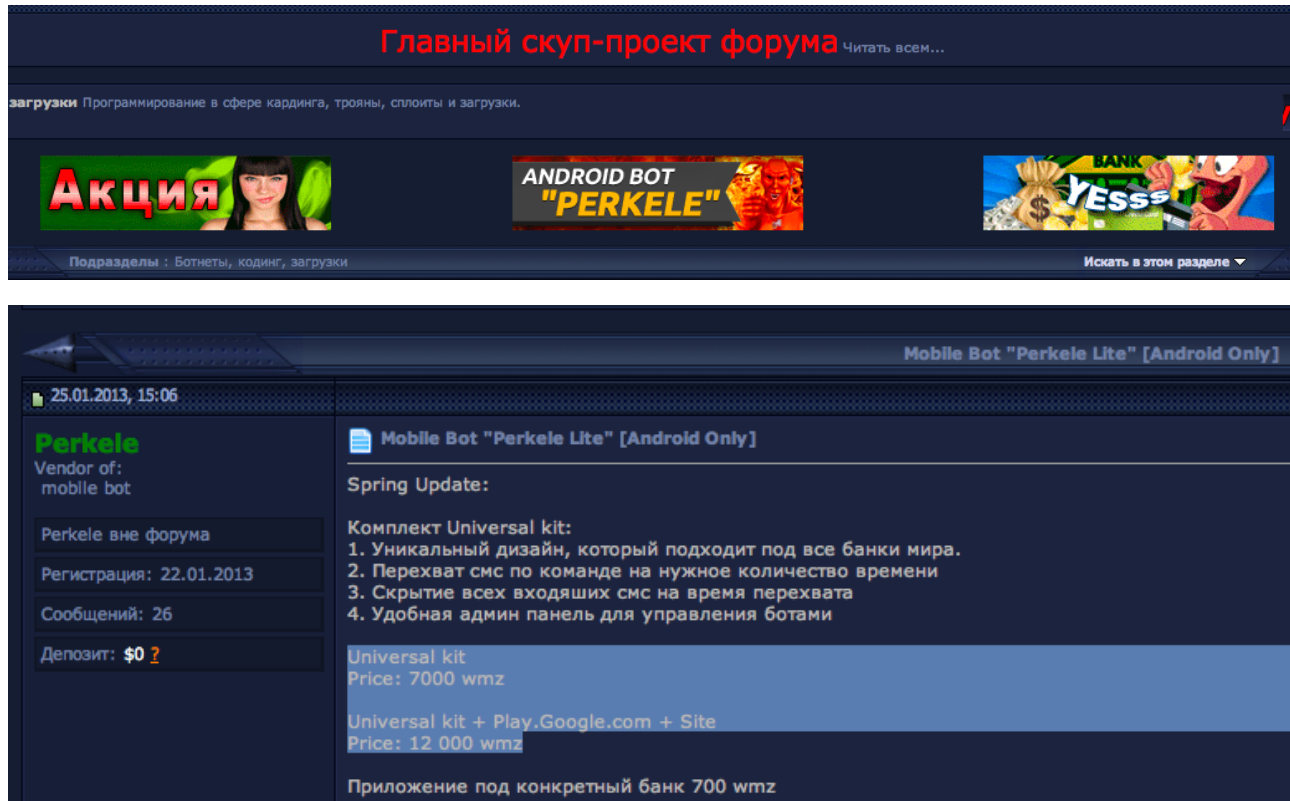 Главный скуп-проект форума Читать всем...
загрузки Программирование в сфере кардинга, трояны, сплоиты и загрузки.
Акция
ANDROID BOT
"PERKELE"
BANK
YESSS
Подразделы : Ботнеты, кодинг, загрузки
Искать в этом разделе
Mobile Bot "Perkele Lite" [Android Only]
25.01.2013, 15:06
Perkele
Vendor of:
mobile bot
Perkele вне форума
Регистрация: 22.01.2013
Сообщений: 26
Депозит: $0 ?
Mobile Bot "Perkele Lite" [Android Only]
Spring Update:
Комплект Universal kit:
1. Уникальный дизайн, который подходит под все банки мира.
2. Перехват смс по команде на нужное количество времени
3. Скрытие всех входяших смс на время перехвата
4. Удобная админ панель для управления ботами
Universal kit
Price: 7000 wmz
Universal kit + Play.Google.com + Site
Price: 12 000 wmz
Приложение под конкретный банк 700 wmz